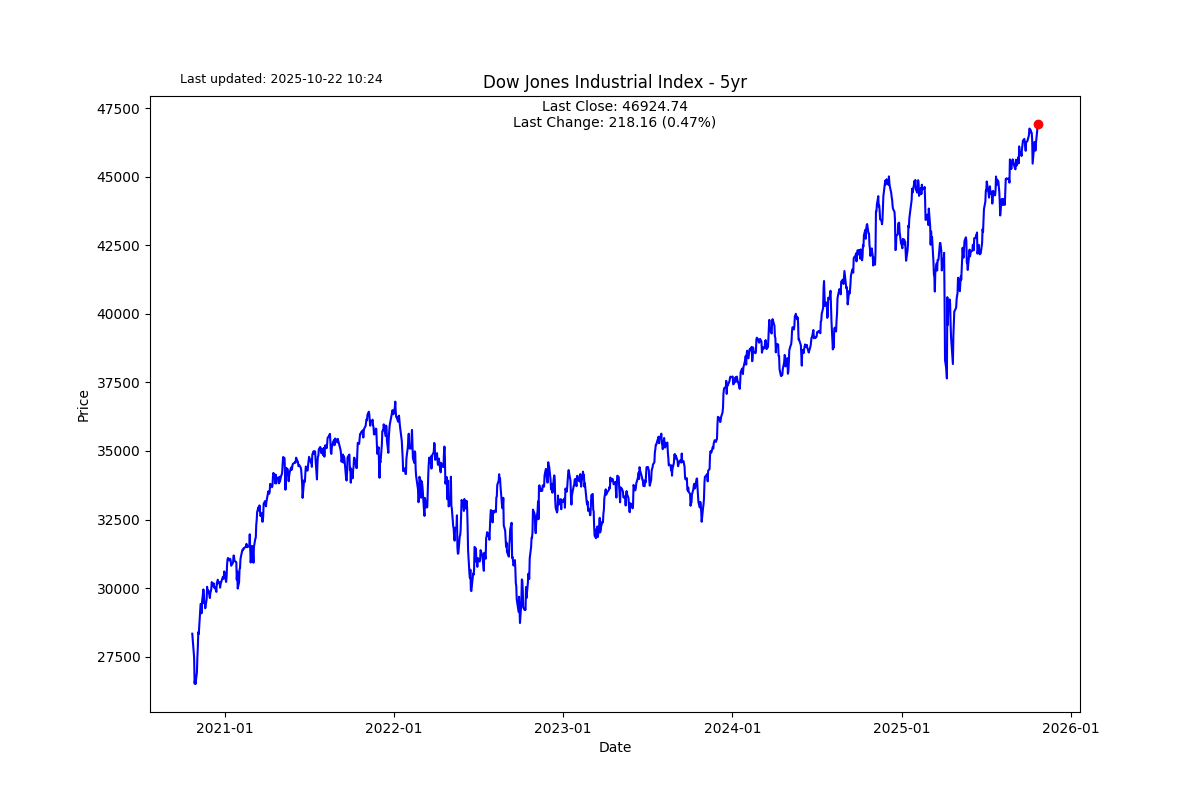 Last updated: 2025-10-22 10:24
Dow Jones Industrial Index - 5yr
Last Close: 46924.74
Last Change: 218.16 (0.47%)
47500
45000
42500
40000
37500
35000
32500
30000
27500
Price
2021-01
2022-01
2023-01
2024-01
2025-01
2026-01
Date